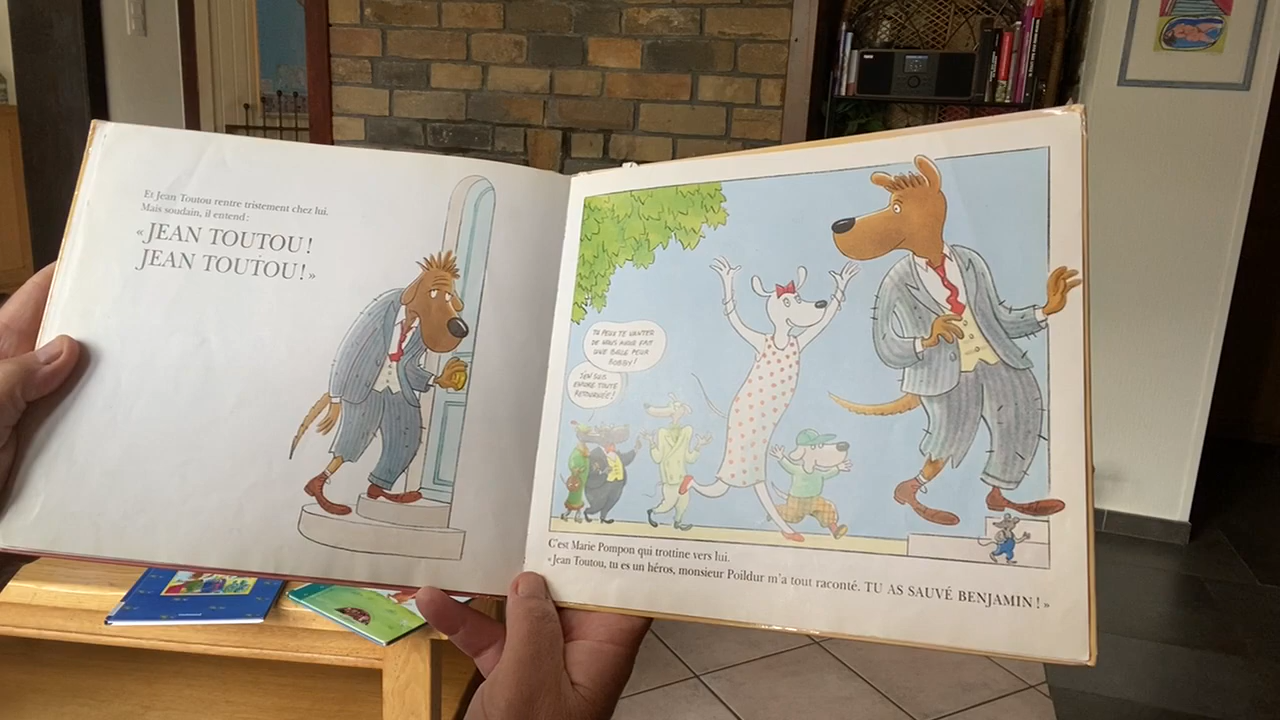 Et Jean Toutou rentre tristement chez lui.
Mais soudain, il entend :
« JEAN TOUTOU !
JEAN TOUTOU ! »
TU PEUX TE VANTER
DE NOUS AVOIR FAIT
UNE BELLE PEUR
BOBBY !
J'EN SUIS
ENCORE TOUTE
RETOURNÉE !
C'est Marie Pompon qui trottine vers lui.
« Jean Toutou, tu es un héros, monsieur Poildur m'a tout raconté. TU AS SAUVÉ BENJAMIN ! »